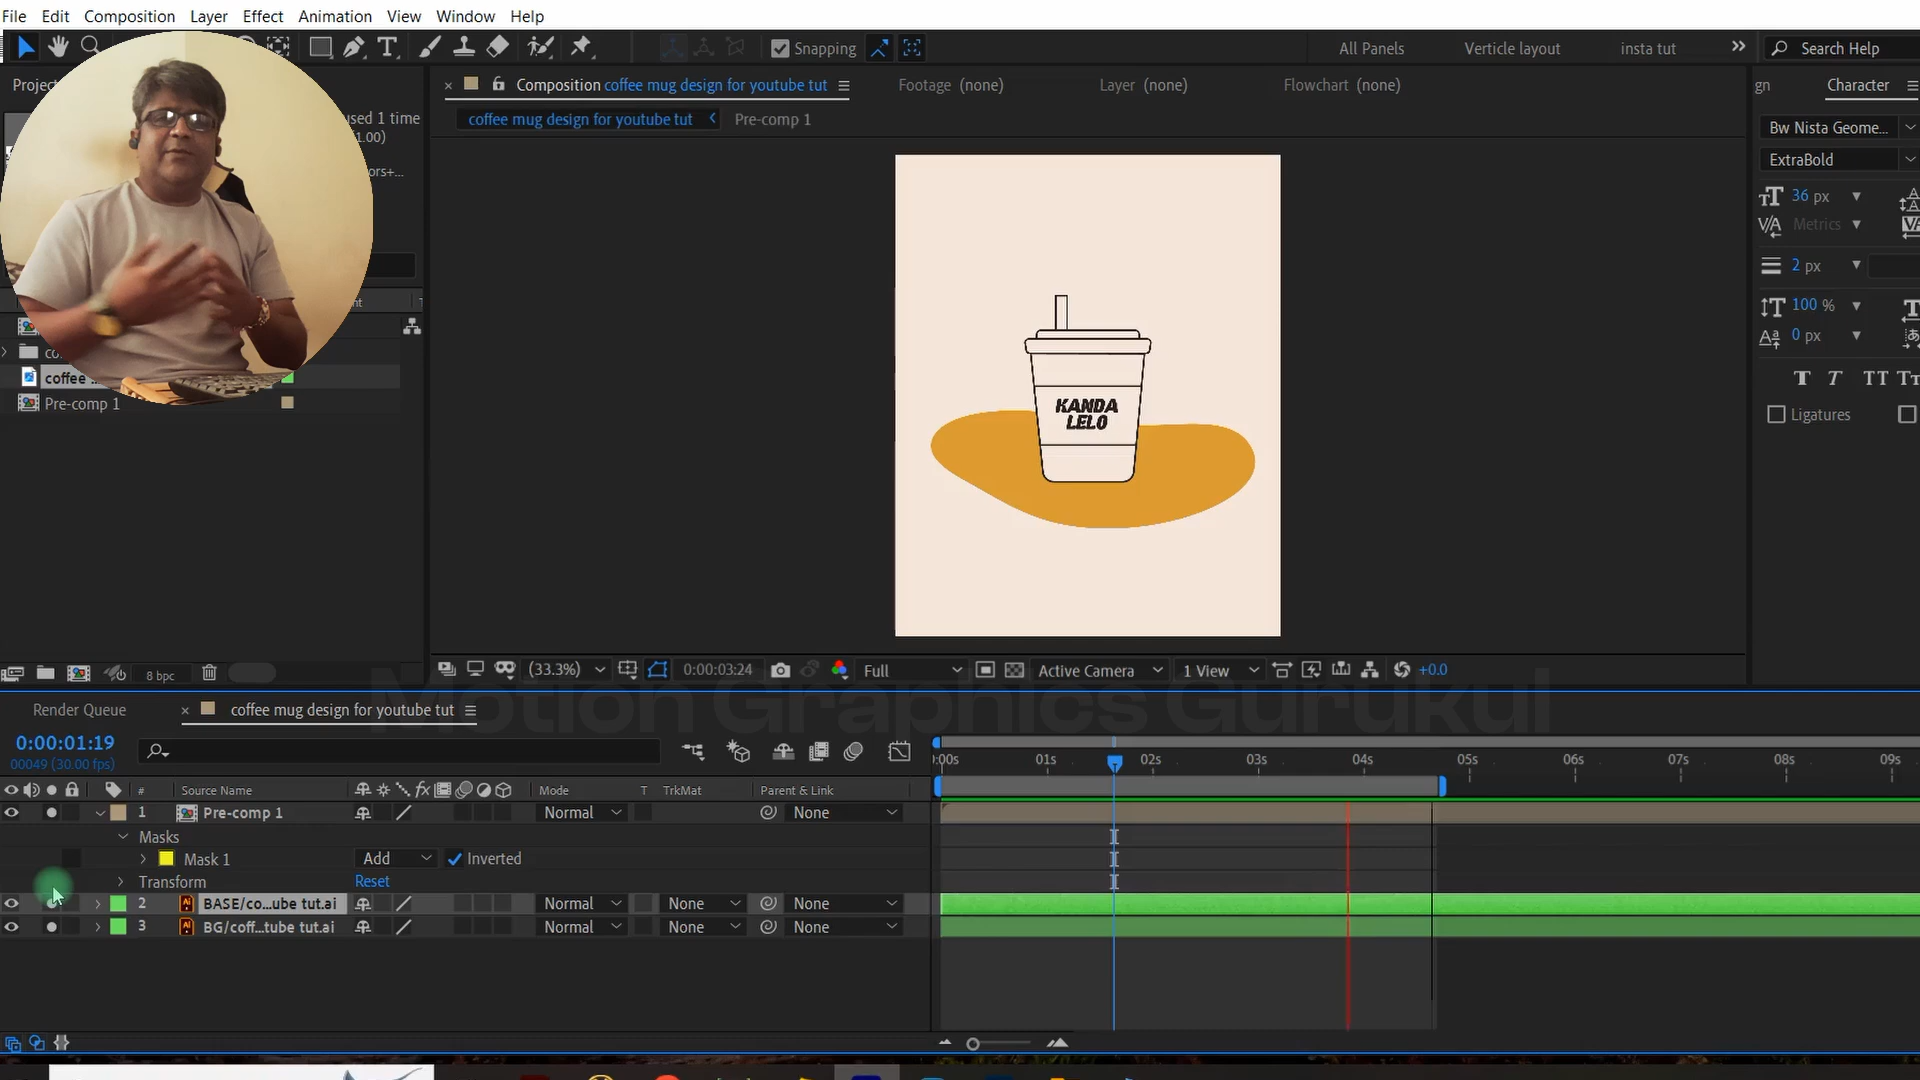 File Edit Composition Layer Effect Animation View Window Help
Snapping
All Panels Verticle layout insta tut Search Help
Composition coffee mug design for youtube tut Footage (none) Layer (none) Flowchart (none)
Character
coffee mug design for youtube tut Pre-comp 1
used 1 time
Bw Nista Geome...
ExtraBold
36 px
Metrics
2 px
100 %
0 px
T T TT
Ligatures
coffee ...
Pre-comp 1
KANDA
LELO
8 bpc
(33.3%) 0:00:03:24 Full Active Camera 1 View +0.0
Motion Graphics Gurukul
Render Queue coffee mug design for youtube tut
0:00:01:19
00049 (30.00 fps)
:00s 01s 02s 03s 04s 05s 06s 07s 08s 09s
# Source Name fx Mode T TrkMat Parent & Link
1 Pre-comp 1 Normal None
Masks
Mask 1 Add Inverted
Transform Reset
2 BASE/co...ube tut.ai Normal None None
3 BG/coff...tube tut.ai Normal None None